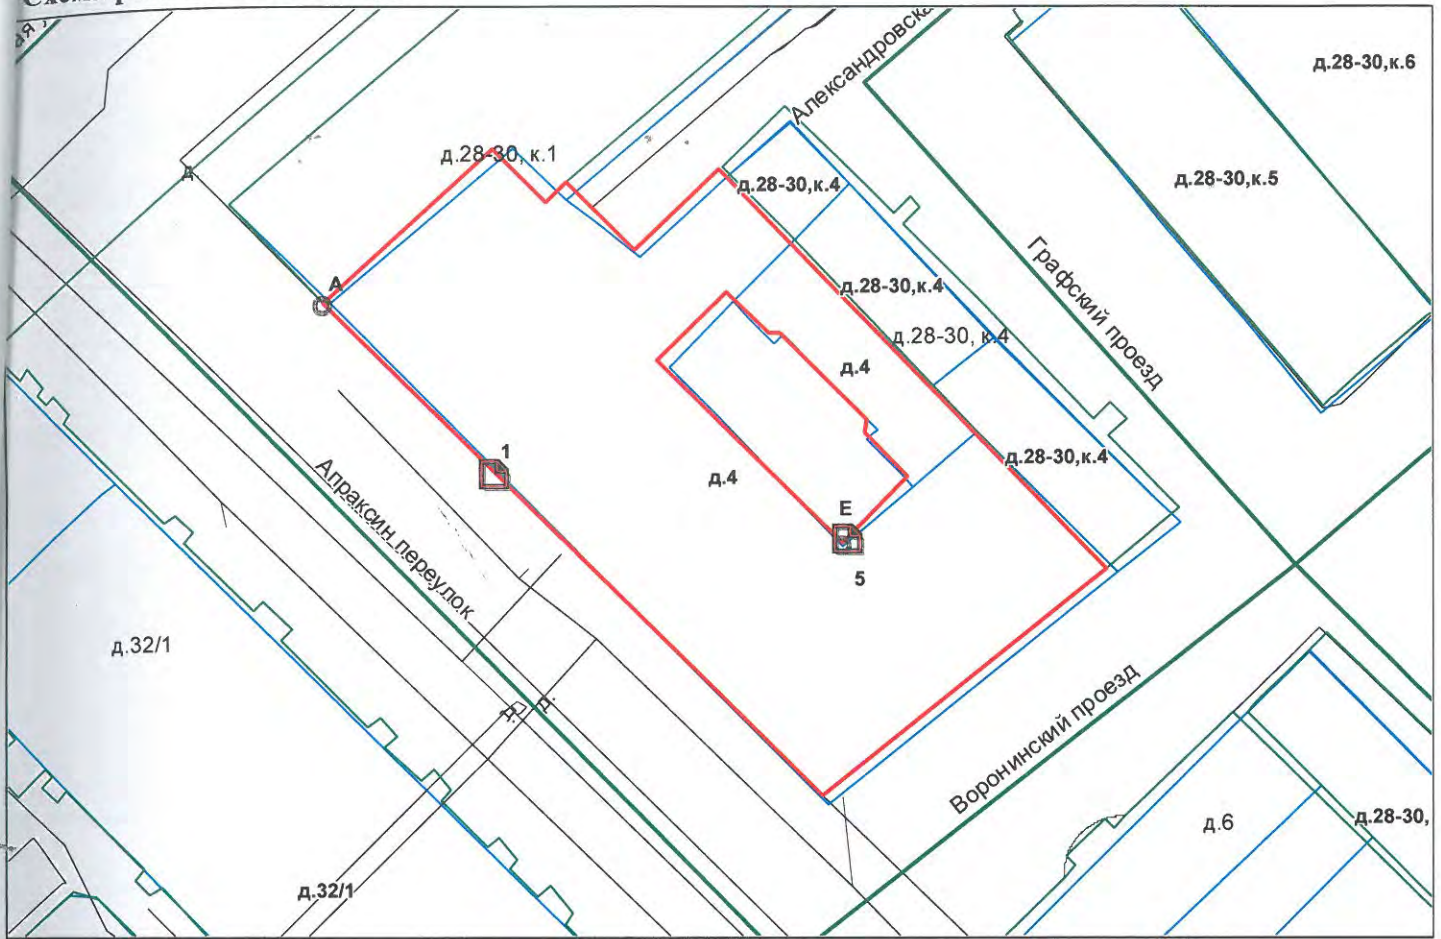 д.28-30,к.6
Александровска
д.28-30, к.1
д.28-30,к.4
д.28-30,к.5
д.
А
д.28-30,к.4
Графский проезд
д.28-30, к.4
д.4
1
д.28-30,к.4
д.4
Апраксин переулок
Е
5
д.32/1
Воронинский проезд
д.
д.
д.6
д.28-30,
д.32/1